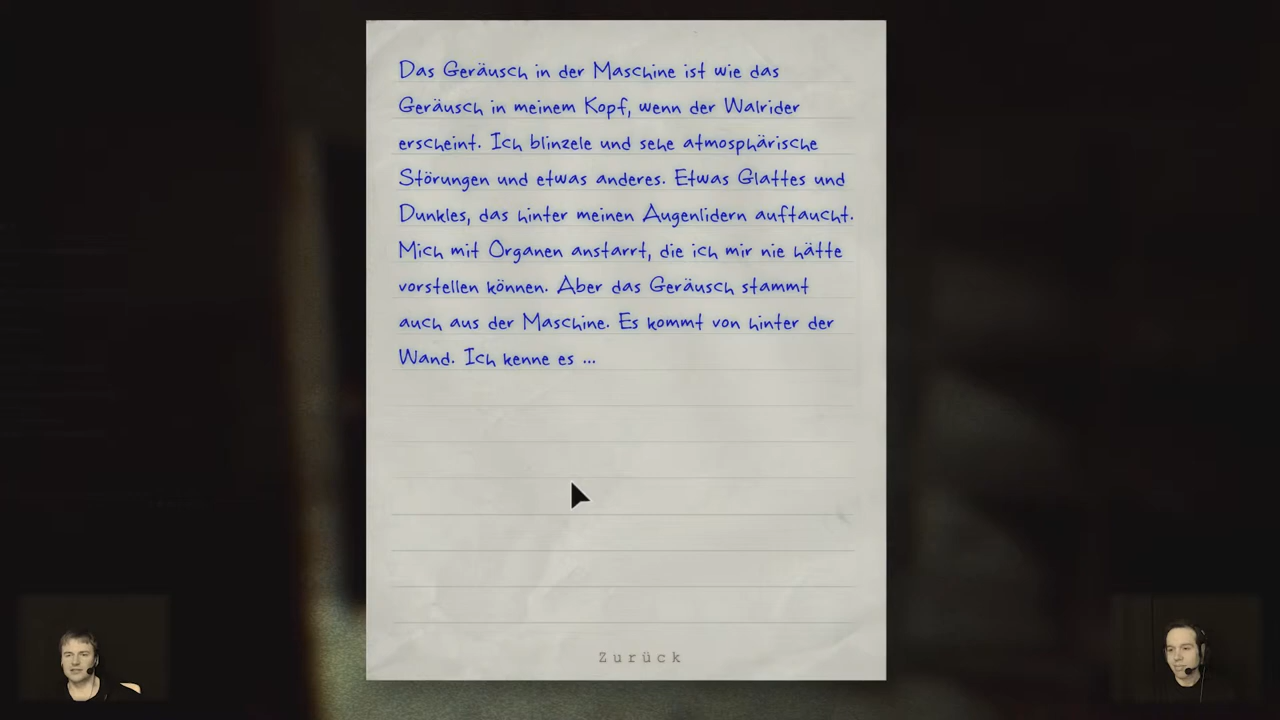 Das Geräusch in der Maschine ist wie das
Geräusch in meinem Kopf, wenn der Walrider
erscheint. Ich blinzele und sehe atmosphärische
Störungen und etwas anderes. Etwas Glattes und
Dunkles, das hinter meinen Augenlidern auftaucht.
Mich mit Organen anstarrt, die ich mir nie hätte
vorstellen können. Aber das Geräusch stammt
auch aus der Maschine. Es kommt von hinter der
Wand. Ich kenne es ...
Zurück